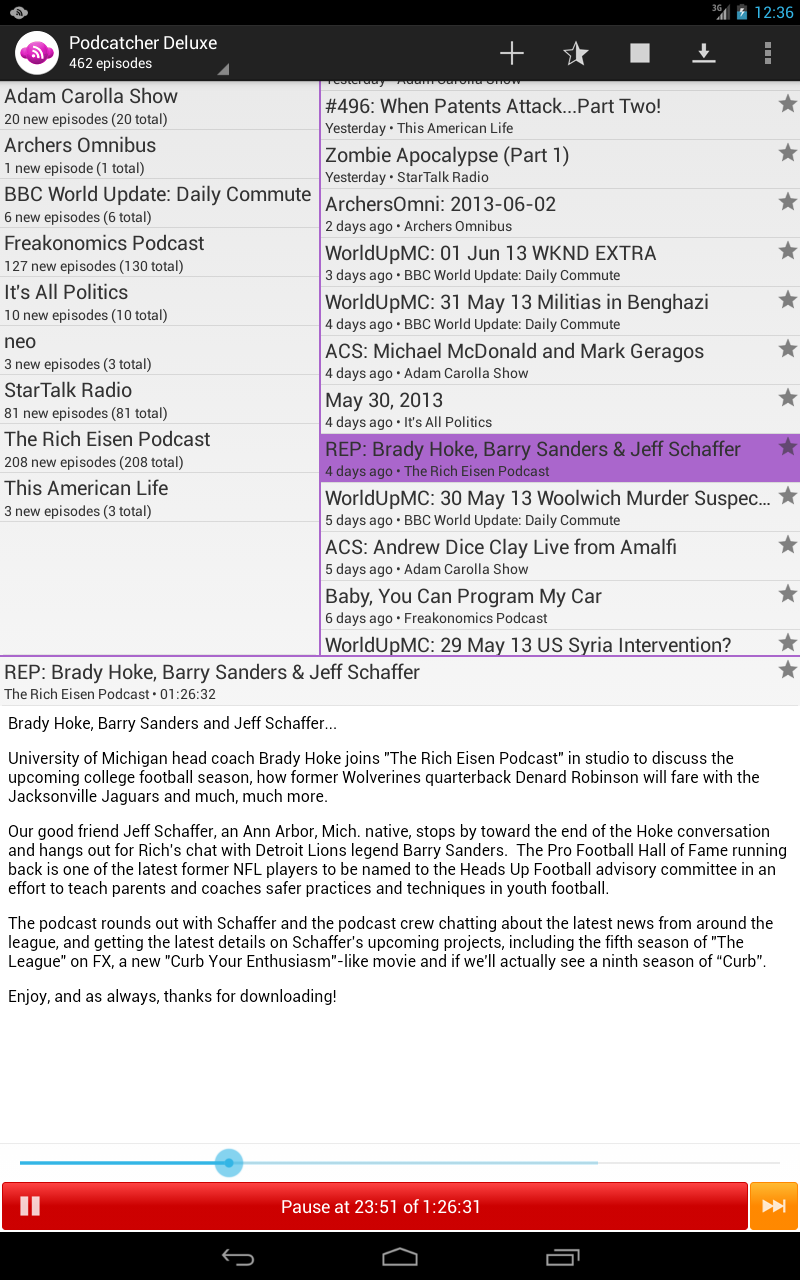 3G 12:36
Podcatcher Deluxe
462 episodes
Adam Carolla Show
20 new episodes (20 total)
Archers Omnibus
1 new episode (1 total)
BBC World Update: Daily Commute
6 new episodes (6 total)
Freakonomics Podcast
127 new episodes (130 total)
It's All Politics
10 new episodes (10 total)
neo
3 new episodes (3 total)
StarTalk Radio
81 new episodes (81 total)
The Rich Eisen Podcast
208 new episodes (208 total)
This American Life
3 new episodes (3 total)
Yesterday • Adam Carolla Show
#496: When Patents Attack...Part Two!
Yesterday • This American Life
Zombie Apocalypse (Part 1)
Yesterday • StarTalk Radio
ArchersOmni: 2013-06-02
2 days ago • Archers Omnibus
WorldUpMC: 01 Jun 13 WKND EXTRA
3 days ago • BBC World Update: Daily Commute
WorldUpMC: 31 May 13 Militias in Benghazi
4 days ago • BBC World Update: Daily Commute
ACS: Michael McDonald and Mark Geragos
4 days ago • Adam Carolla Show
May 30, 2013
4 days ago • It's All Politics
REP: Brady Hoke, Barry Sanders & Jeff Schaffer
4 days ago • The Rich Eisen Podcast
WorldUpMC: 30 May 13 Woolwich Murder Suspec...
5 days ago • BBC World Update: Daily Commute
ACS: Andrew Dice Clay Live from Amalfi
5 days ago • Adam Carolla Show
Baby, You Can Program My Car
6 days ago • Freakonomics Podcast
WorldUpMC: 29 May 13 US Syria Intervention?
REP: Brady Hoke, Barry Sanders & Jeff Schaffer
The Rich Eisen Podcast • 01:26:32
Brady Hoke, Barry Sanders and Jeff Schaffer...
University of Michigan head coach Brady Hoke joins "The Rich Eisen Podcast" in studio to discuss the
upcoming college football season, how former Wolverines quarterback Denard Robinson will fare with the
Jacksonville Jaguars and much, much more.
Our good friend Jeff Schaffer, an Ann Arbor, Mich. native, stops by toward the end of the Hoke conversation
and hangs out for Rich's chat with Detroit Lions legend Barry Sanders.  The Pro Football Hall of Fame running
back is one of the latest former NFL players to be named to the Heads Up Football advisory committee in an
effort to teach parents and coaches safer practices and techniques in youth football.
The podcast rounds out with Schaffer and the podcast crew chatting about the latest news from around the
league, and getting the latest details on Schaffer's upcoming projects, including the fifth season of "The
League" on FX, a new "Curb Your Enthusiasm"-like movie and if we'll actually see a ninth season of “Curb”.
Enjoy, and as always, thanks for downloading!
Pause at 23:51 of 1:26:31